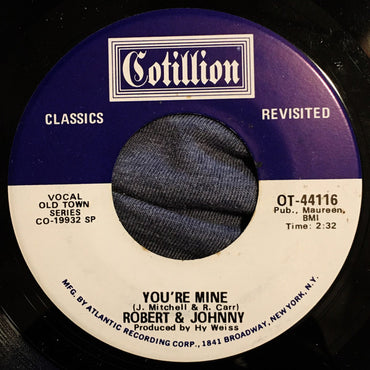 Cotillion
CLASSICS REVISITED
VOCAL
OLD TOWN
SERIES
CO-19932 SP
OT-44116
Pub., Maureen,
BMI
Time: 2:32
YOU'RE MINE
(J. Mitchell & R. Carr)
ROBERT & JOHNNY
Produced by Hy Weiss
MFG. BY ATLANTIC RECORDING CORP., 1841 BROADWAY, NEW YORK, N.Y.